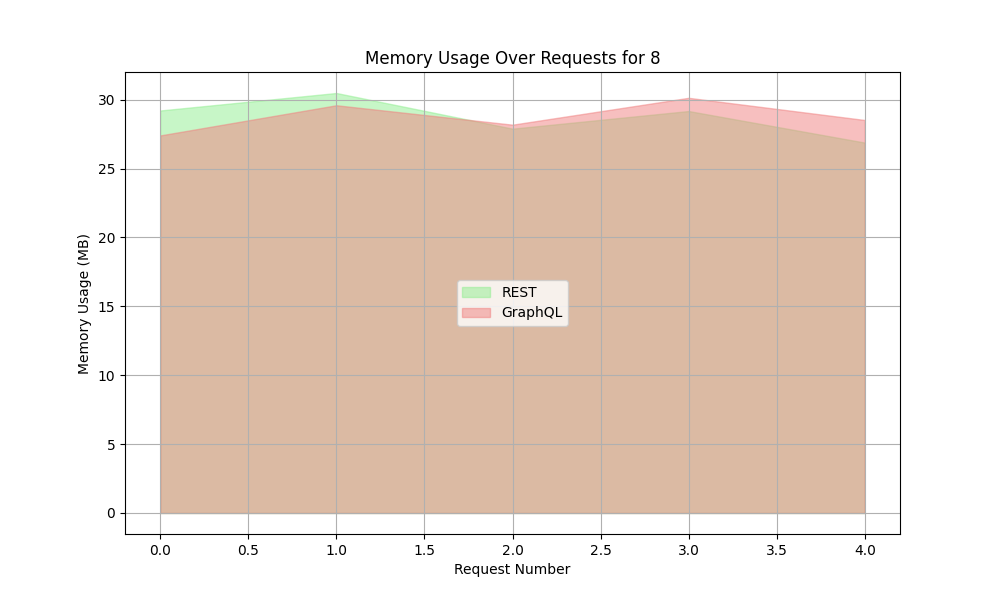 Memory Usage Over Requests for 8
Memory Usage (MB)
30
25
20
15
10
5
0
REST
GraphQL
0.0 0.5 1.0 1.5 2.0 2.5 3.0 3.5 4.0
Request Number